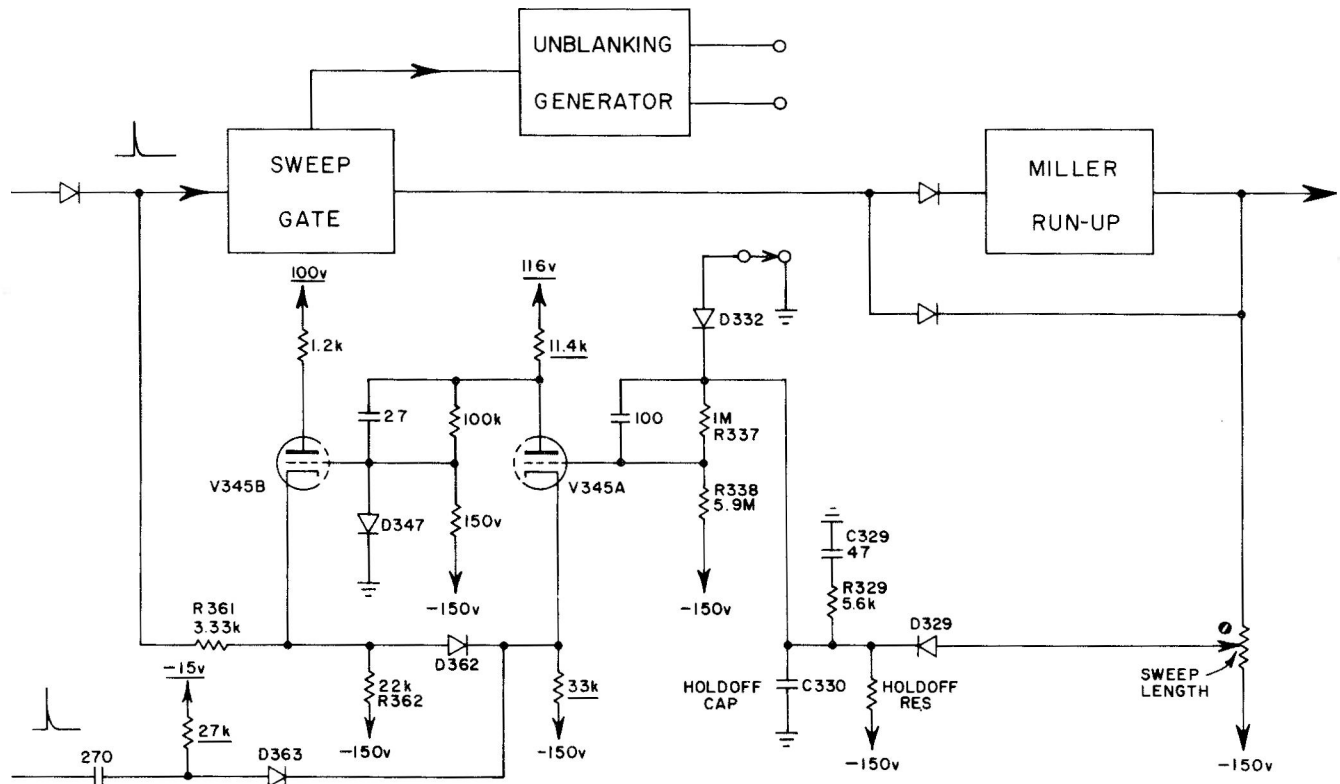 UNBLANKING
GENERATOR
SWEEP
GATE
MILLER
RUN-UP
100v
116v
D332
1.2k
11.4k
27
100k
100
1M
R337
V345B
V345A
R338
5.9M
D347
150v
C329
47
-150v
-150v
R329
5.6k
R361
3.33k
D329
D362
-15v
22k
R362
33k
HOLDOFF
CAP
C330
HOLDOFF
RES
SWEEP
LENGTH
27k
-150v
-150v
-150v
-150v
270
D363